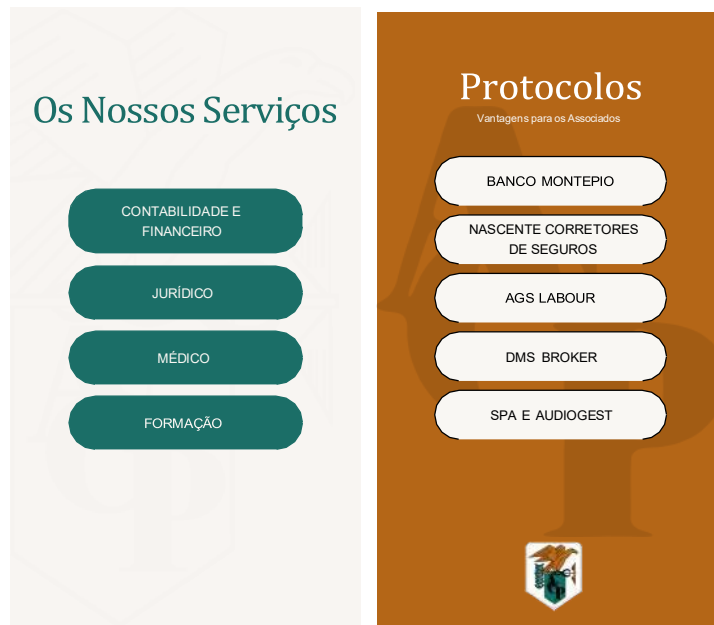 Os Nossos Serviços
CONTABILIDADE E
FINANCEIRO
JURÍDICO
MÉDICO
FORMAÇÃO
Protocolos
Vantagens para os Associados
BANCO MONTEPIO
NASCENTE CORRETORES
DE SEGUROS
AGS LABOUR
DMS BROKER
SPA E AUDIOGEST